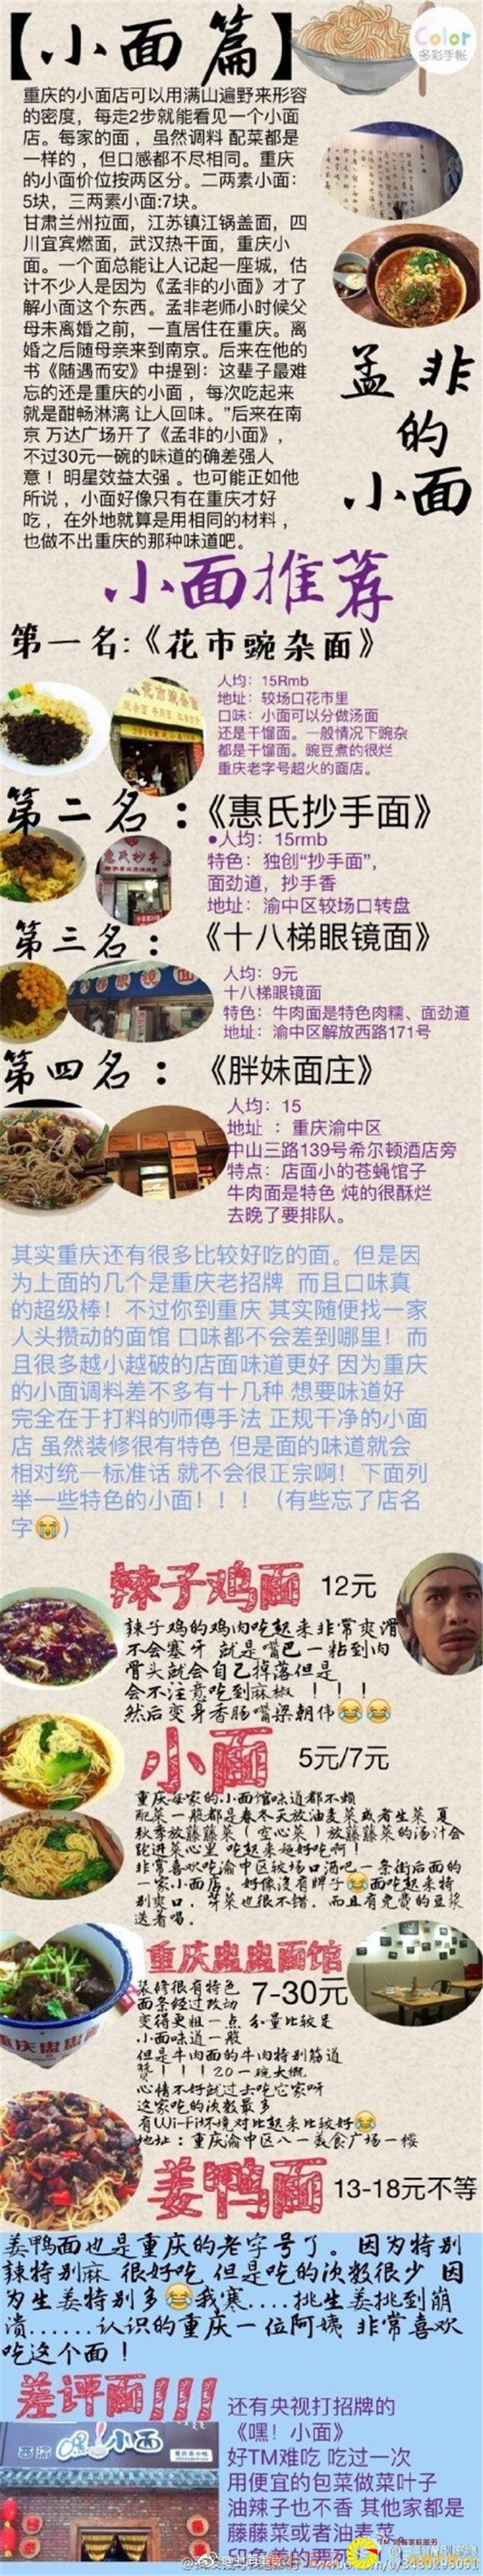 【小面篇】
Color
多彩手帐
重庆的小面店可以用满山遍野来形容
的密度，每走2步就能看见一个小面
店。每家的面，虽然调料 配菜都是
一样的，但口感都不尽相同。重庆
的小面价位按两区分。二两素小面：
5块，三两素小面:7块。
甘肃兰州拉面，江苏镇江锅盖面，四
川宜宾燃面，武汉热干面，重庆小
面。一个面总能让人记起一座城，估
计不少人是因为《孟非的小面》才了
解小面这个东西。孟非老师小时候父
母未离婚之前，一直居住在重庆。离
婚之后随母亲来到南京。后来在他的
书《随遇而安》中提到：这辈子最难
忘的还是重庆的小面，每次吃起来
就是酣畅淋漓 让人回味。”后来在南
京 万达广场开了《孟非的小面》，
不过30元一碗的味道的确差强人
意！明星效益太强 。也可能正如他
所说，小面好像只有在重庆才好
吃，在外地就算是用相同的材料，
也做不出重庆的那种味道吧。
孟非
的
小面
小面推荐
第一名:《花市豌杂面》
人均：15Rmb
地址：较场口花市里
口味：小面可以分做汤面
还是干馏面。一般情况下豌杂
都是干馏面。豌豆煮的很烂
重庆老字号超火的面店。
花市豌杂面
第二名：《惠氏抄手面》
●人均：15rmb
特色：独创“抄手面”，
面劲道，抄手香
地址：渝中区较场口转盘
惠氏抄手
第三名：《十八梯眼镜面》
人均：9元
十八梯眼镜面
特色：牛肉面是特色肉糯、面劲道
地址：渝中区解放西路171号
梯眼镜面
第四名：《胖妹面庄》
人均：15
地址 ：重庆渝中区
中山三路139号希尔顿酒店旁
特点：店面小的苍蝇馆子
牛肉面是特色 炖的很酥烂
去晚了要排队。
其实重庆还有很多比较好吃的面。但是因
为上面的几个是重庆老招牌 而且口味真
的超级棒！不过你到重庆 其实随便找一家
人头攒动的面馆 口味都不会差到哪里！而
且很多越小越破的店面味道更好 因为重庆
的小面调料差不多有十几种 想要味道好
完全在于打料的师傅手法 正规干净的小面
店 虽然装修很有特色 但是面的味道就会
相对统一标准话 就不会很正宗啊！下面列
举一些特色的小面！！！（有些忘了店名
字😭）
辣子鸡面 12元
辣子鸡的鸡肉吃起来非常爽滑
不会塞牙 就是嘴巴一粘到肉
骨头就会自己掉落但是
会不注意吃到麻椒 ！！！
然后变身香肠嘴梁朝伟😂😂
小面 5元/7元
重庆每家的小面馆味道都不赖
配菜一般都是春冬天放油麦菜或者生菜 夏
秋季放藤藤菜（空心菜）放藤藤菜的汤汁会
跑进菜心里 吃起来超好吃啊！
非常喜欢吃渝中区较场口酒吧一条街后面的
一家小面店。好像没有牌子😂面吃起来特
别爽口，芽菜也很不错，而且有免费的豆浆
送着喝。
重庆盅盅面馆
装修很有特色 7-30元
面条经过改动
变得更粗一点 分量比较足
小面味道一般
但是牛肉面的牛肉特别筋道
赞！！！20一碗大概
心情不好就过去吃它家呀
这家吃的次数最多
有Wi-Fi环境对比起来比较好😂
地址：重庆渝中区八一美食广场一楼
重庆盅盅面
姜鸭面 13-18元不等
姜鸭面也是重庆的老字号了。因为特别
辣特别麻 很好吃 但是吃的次数很少 因
为生姜特别多😂我寒....挑生姜挑到崩
溃......认识的重庆一位阿姨 非常喜欢
吃这个面！
差评面!!!
还有央视打招牌的
《嘿！小面》
好TM难吃 吃过一次
用便宜的包菜做菜叶子
油辣子也不香 其他家都是
藤藤菜或者油麦菜
西渝
嘿小面